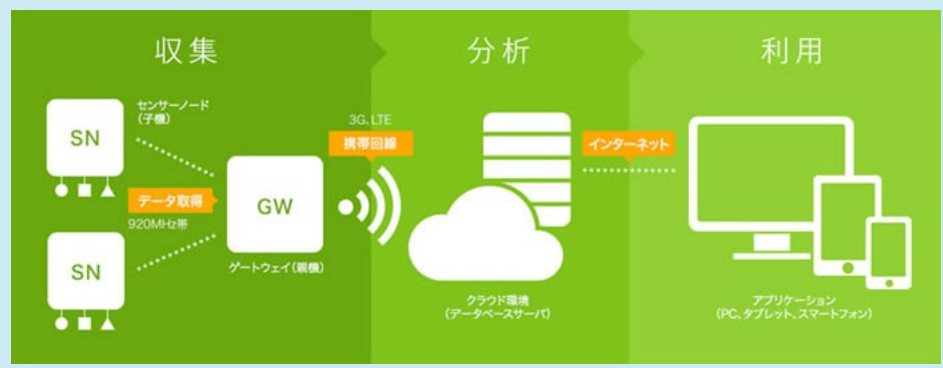 収集
分析
利用
センサーノード
(子機)
SN
データ取得
920MHz帯
SN
GW
ゲートウェイ(親機)
3G、LTE
携帯回線
クラウド環境
(データベースサーバ)
インターネット
アプリケーション
(PC、タブレット、スマートフォン)